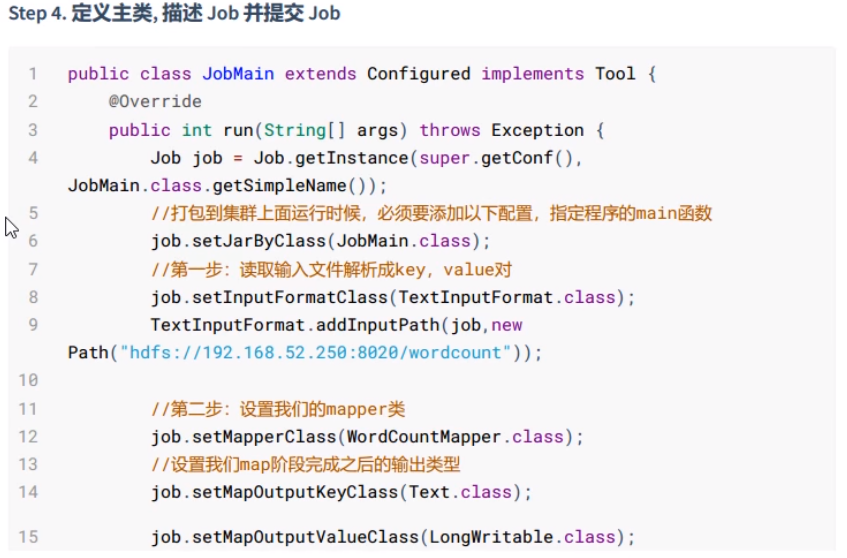 Step 4. 定义主类, 描述 Job 并提交 Job
1 public class JobMain extends Configured implements Tool {
2 @Override
3 public int run(String[] args) throws Exception {
4 Job job = Job.getInstance(super.getConf(),
JobMain.class.getSimpleName());
5 //打包到集群上面运行时候，必须要添加以下配置，指定程序的main函数
6 job.setJarByClass(JobMain.class);
7 //第一步：读取输入文件解析成key，value对
8 job.setInputFormatClass(TextInputFormat.class);
9 TextInputFormat.addInputPath(job,new
Path("hdfs://192.168.52.250:8020/wordcount"));
10
11 //第二步：设置我们的mapper类
12 job.setMapperClass(WordCountMapper.class);
13 //设置我们map阶段完成之后的输出类型
14 job.setMapOutputKeyClass(Text.class);
15 job.setMapOutputValueClass(LongWritable.class);